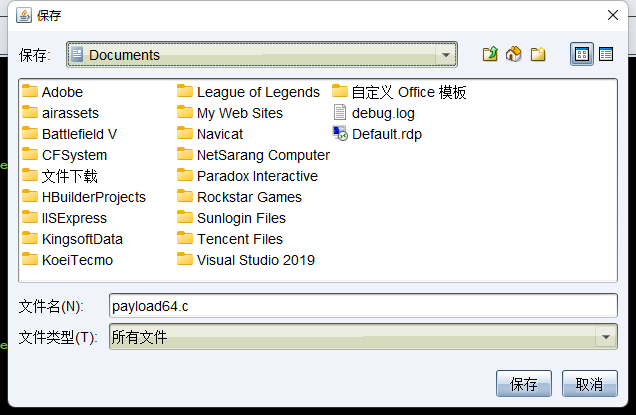 保存
保存: Documents
Adobe League of Legends 自定义 Office 模板
airassets My Web Sites debug.log
Battlefield V Navicat Default.rdp
CFSystem NetSarang Computer
文件下载 Paradox Interactive
HBuilderProjects Rockstar Games
IISExpress Sunlogin Files
KingsoftData Tencent Files
KoeiTecmo Visual Studio 2019
文件名(N): payload64.c
文件类型(T): 所有文件
保存 取消